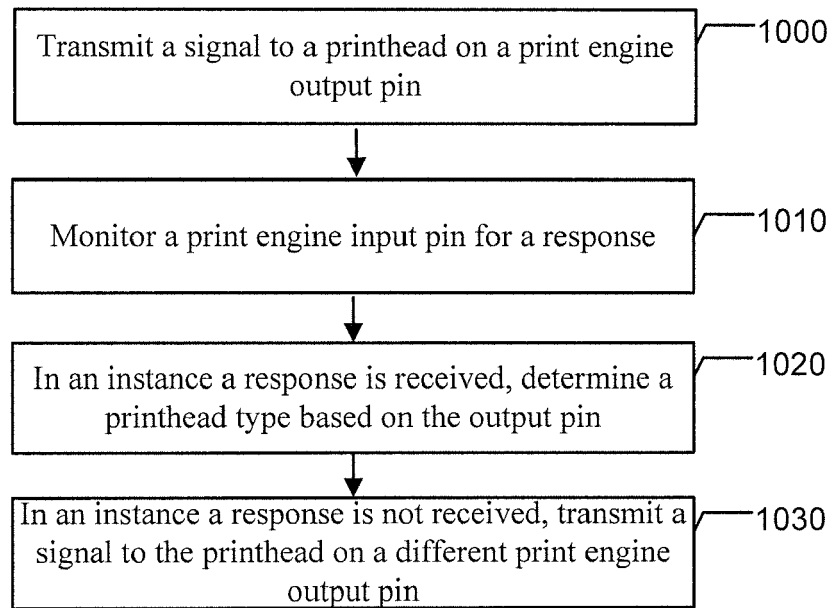 Transmit a signal to a printhead on a print engine
output pin
1000
Monitor a print engine input pin for a response
1010
In an instance a response is received, determine a
printhead type based on the output pin
1020
In an instance a response is not received, transmit a
signal to the printhead on a different print engine
output pin
1030